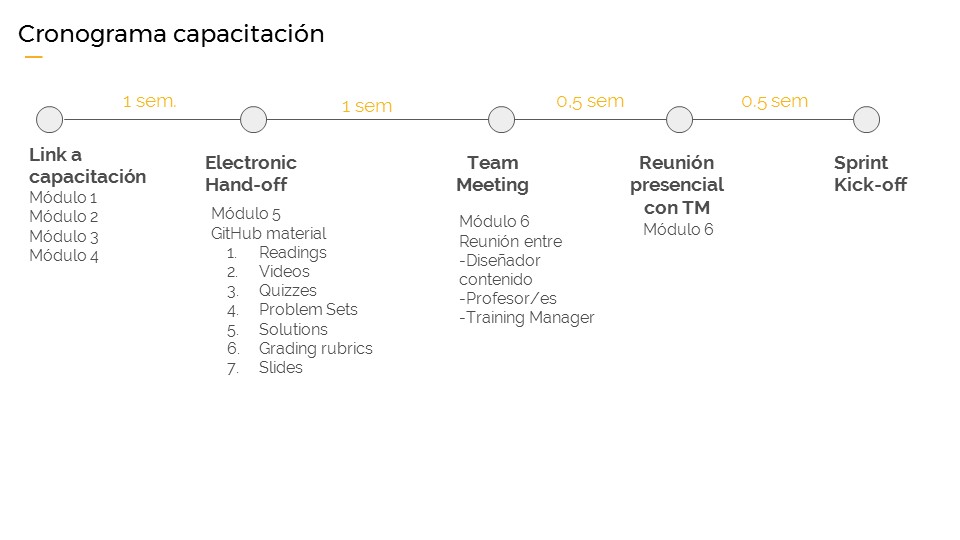 Cronograma capacitación
1 sem.
1 sem
0,5 sem
0.5 sem
Link a
capacitación
Módulo 1
Módulo 2
Módulo 3
Módulo 4
Electronic
Hand-off
Módulo 5
GitHub material
1. Readings
2. Videos
3. Quizzes
4. Problem Sets
5. Solutions
6. Grading rubrics
7. Slides
Team
Meeting
Módulo 6
Reunión entre
-Diseñador
contenido
-Profesor/es
-Training Manager
Reunión
presencial
con TM
Módulo 6
Sprint
Kick-off